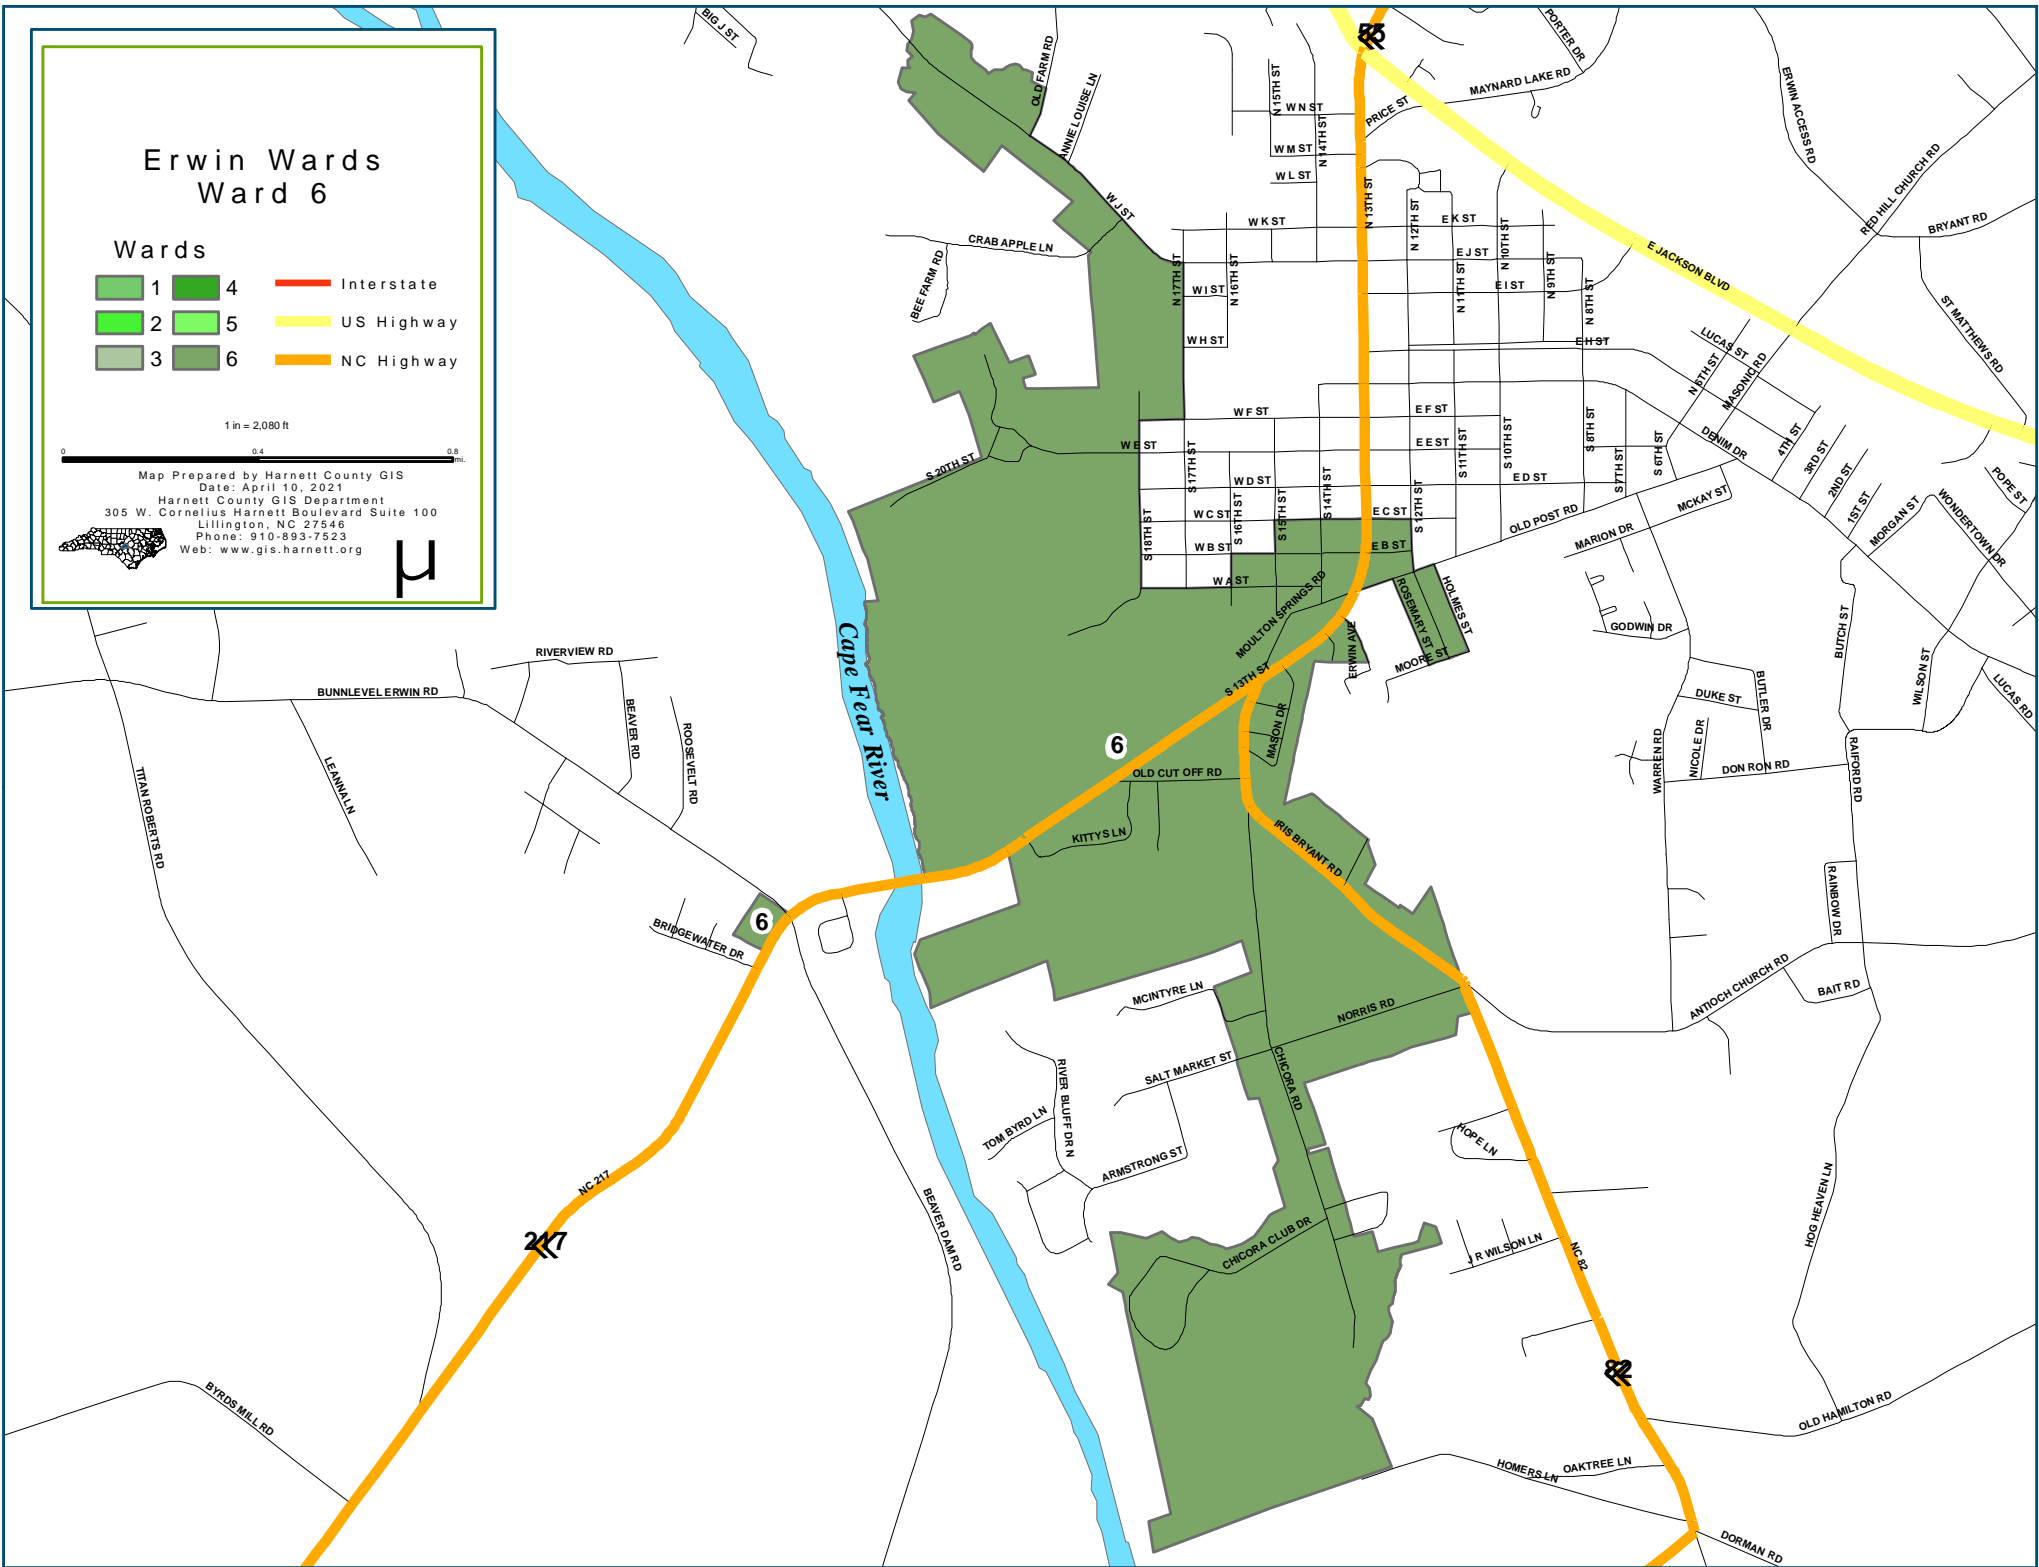 Erwin Wards
Ward 6
Wards
1
4
Interstate
2
5
US Highway
3
6
NC Highway
1 in = 2,080 ft
0 0.4 0.8
mi.
Map Prepared by Harnett County GIS
Date: April 10, 2021
Harnett County GIS Department
305 W. Cornelius Harnett Boulevard Suite 100
Lillington, NC 27546
Phone: 910-893-7523
Web: www.gis.harnett.org
µ
BIG J ST
OLD FARM RD
ANNIE LOUISE LN
W J ST
CRAB APPLE LN
BEE FARM RD
N 15TH ST
W N ST
W M ST
W L ST
N 14TH ST
55
PRICE ST
MAYNARD LAKE RD
PORTER DR
ERWIN ACCESS RD
RED HILL CHURCH RD
BRYANT RD
ST MATTHEWS RD
E JACKSON BLVD
W K ST
E K ST
N 13TH ST
N 12TH ST
N 10TH ST
E J ST
N 17TH ST
N 16TH ST
W I ST
E I ST
N 11TH ST
N 9TH ST
N 8TH ST
W H ST
E H ST
LUCAS ST
N 6TH ST
MASONIC RD
W F ST
E F ST
W E ST
E E ST
S 11TH ST
S 10TH ST
S 8TH ST
S 6TH ST
DENIM DR
4TH ST
3RD ST
2ND ST
1ST ST
S 20TH ST
S 17TH ST
W D ST
E D ST
S 7TH ST
S 14TH ST
S 12TH ST
S 16TH ST
S 15TH ST
S 18TH ST
W C ST
E C ST
W B ST
E B ST
W A ST
OLD POST RD
MCKAY ST
MARION DR
MORGAN ST
WONDERTOWN DR
POPE ST
MOULTON SPRINGS RD
ROSEMARY ST
HOLMES ST
MOORE ST
ERWIN AVE
S 13TH ST
GODWIN DR
BUTCH ST
WILSON ST
LUCAS RD
DUKE ST
BUTLER DR
NICOLE DR
WARREN RD
DON RON RD
RAIFORD RD
MASON DR
6
OLD CUT OFF RD
KITTYS LN
IRIS BRYANT RD
Cape Fear River
RIVERVIEW RD
BUNNLEVEL ERWIN RD
BEAVER RD
ROOSEVELT RD
LEANNA LN
TITAN ROBERTS RD
6
BRIDGEWATER DR
RAINBOW DR
ANTIOCH CHURCH RD
BAIT RD
MCINTYRE LN
NORRIS RD
SALT MARKET ST
CHICORA RD
RIVER BLUFF DR N
TOM BYRD LN
ARMSTRONG ST
HOPE LN
HOG HEAVEN LN
NC 217
217
BEAVER DAM RD
CHICORA CLUB DR
J R WILSON LN
NC 82
82
BYRDS MILL RD
OLD HAMILTON RD
HOMERS LN
OAKTREE LN
DORMAN RD